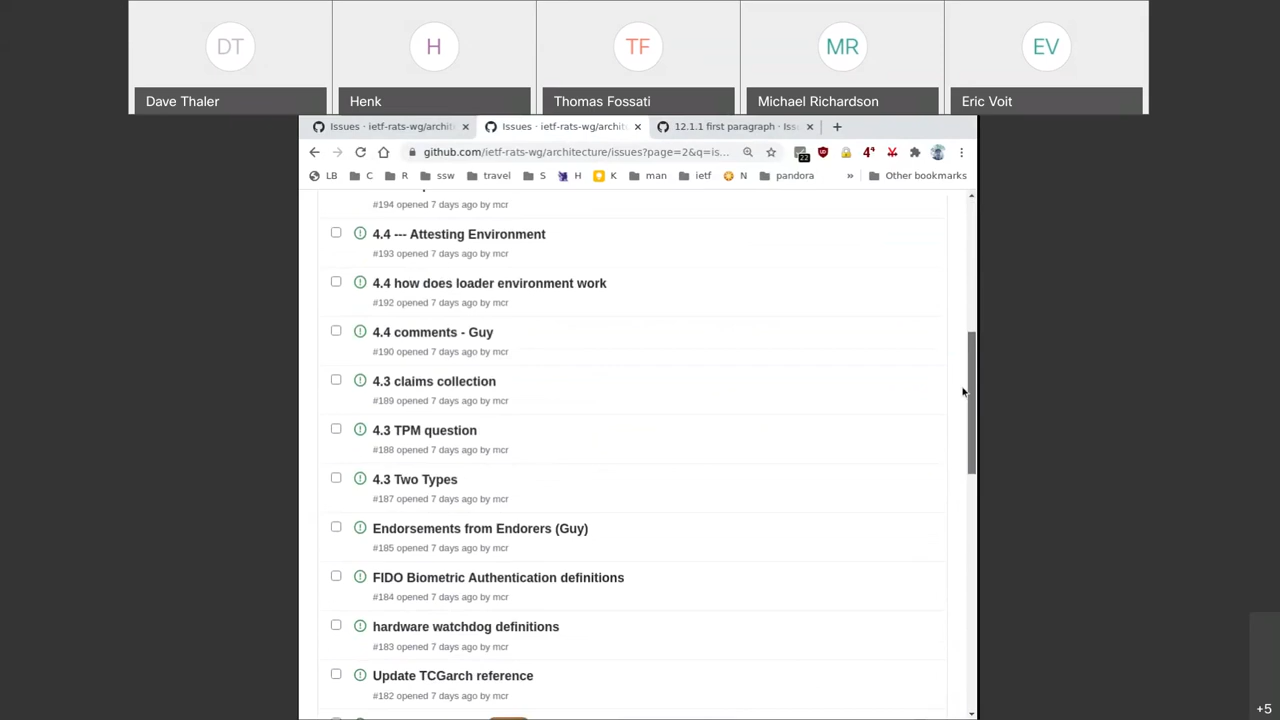 DT
H
TF
MR
EV
Dave Thaler
Henk
Thomas Fossati
Michael Richardson
Eric Voit
Issues · ietf-rats-wg/archite
Issues · ietf-rats-wg/archite
12.1.1 first paragraph · Issu
github.com/ietf-rats-wg/architecture/issues?page=2&q=is...
22
4ᴬ
LB
C
R
ssw
travel
S
H
K
man
ietf
N
pandora
»
Other bookmarks
#194 opened 7 days ago by mcr
4.4 --- Attesting Environment
#193 opened 7 days ago by mcr
4.4 how does loader environment work
#192 opened 7 days ago by mcr
4.4 comments - Guy
#190 opened 7 days ago by mcr
4.3 claims collection
#189 opened 7 days ago by mcr
4.3 TPM question
#188 opened 7 days ago by mcr
4.3 Two Types
#187 opened 7 days ago by mcr
Endorsements from Endorers (Guy)
#185 opened 7 days ago by mcr
FIDO Biometric Authentication definitions
#184 opened 7 days ago by mcr
hardware watchdog definitions
#183 opened 7 days ago by mcr
Update TCGarch reference
#182 opened 7 days ago by mcr
+5